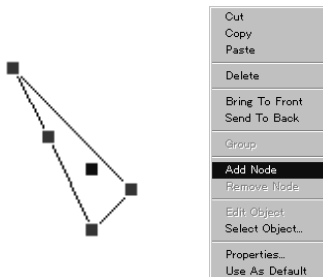 Cut
Copy
Paste
Delete
Bring To Front
Send To Back
Group
Add Node
Remove Node
Edit Object
Select Object...
Properties...
Use As Default